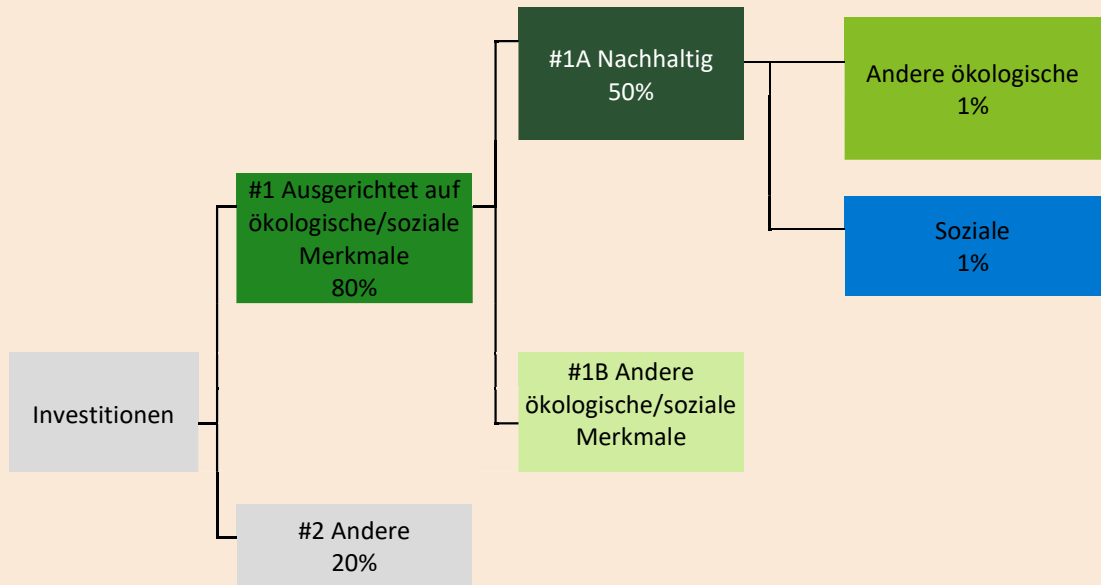 #1A Nachhaltig
50%
Andere ökologische
1%
#1 Ausgerichtet auf
ökologische/soziale
Merkmale
80%
Soziale
1%
Investitionen
#1B Andere
ökologische/soziale
Merkmale
#2 Andere
20%